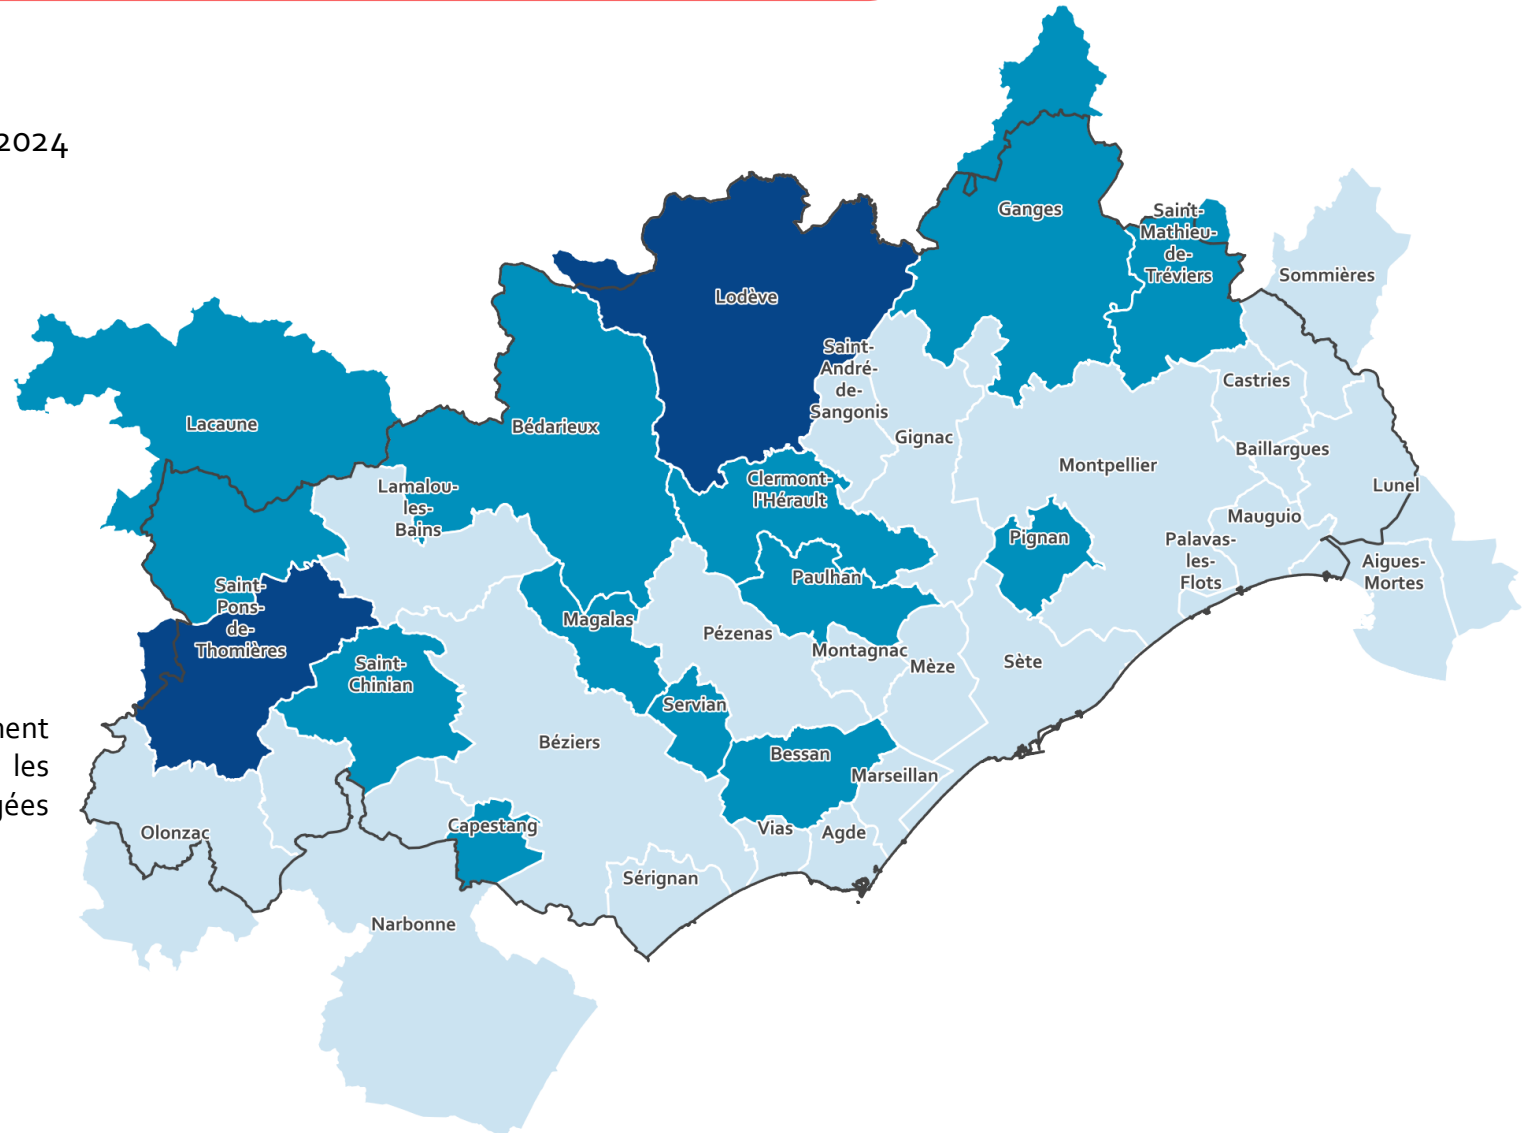 2024
Ganges
Saint-
Mathieu-
de-
Tréviers
Sommières
Lodève
Saint-
André-
de-
Sangonis
Castries
Lacaune
Bédarieux
Gignac
Montpellier
Baillargues
Lunel
Lamalou-
les-
Bains
Clermont-
l'Hérault
Mauguio
Pignan
Palavas-
les-
Flots
Aigues-
Mortes
Paulhan
Saint-
Pons-
de-
Thomières
Magalas
Pézenas
Montagnac
Mèze
Sète
Saint-
Chinian
Servian
Béziers
Bessan
Marseillan
ment
les
gées
Olonzac
Capestang
Vias
Agde
Sérignan
Narbonne